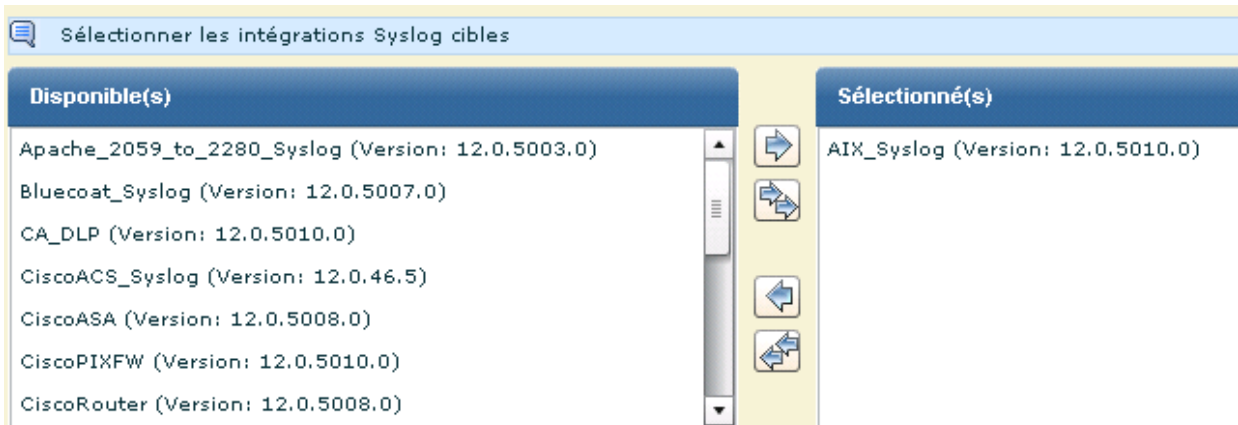 Sélectionner les intégrations Syslog cibles
Disponible(s)
Apache_2059_to_2280_Syslog (Version: 12.0.5003.0)
Bluecoat_Syslog (Version: 12.0.5007.0)
CA_DLP (Version: 12.0.5010.0)
CiscoACS_Syslog (Version: 12.0.46.5)
CiscoASA (Version: 12.0.5008.0)
CiscoPIXFW (Version: 12.0.5010.0)
CiscoRouter (Version: 12.0.5008.0)
Sélectionné(s)
AIX_Syslog (Version: 12.0.5010.0)